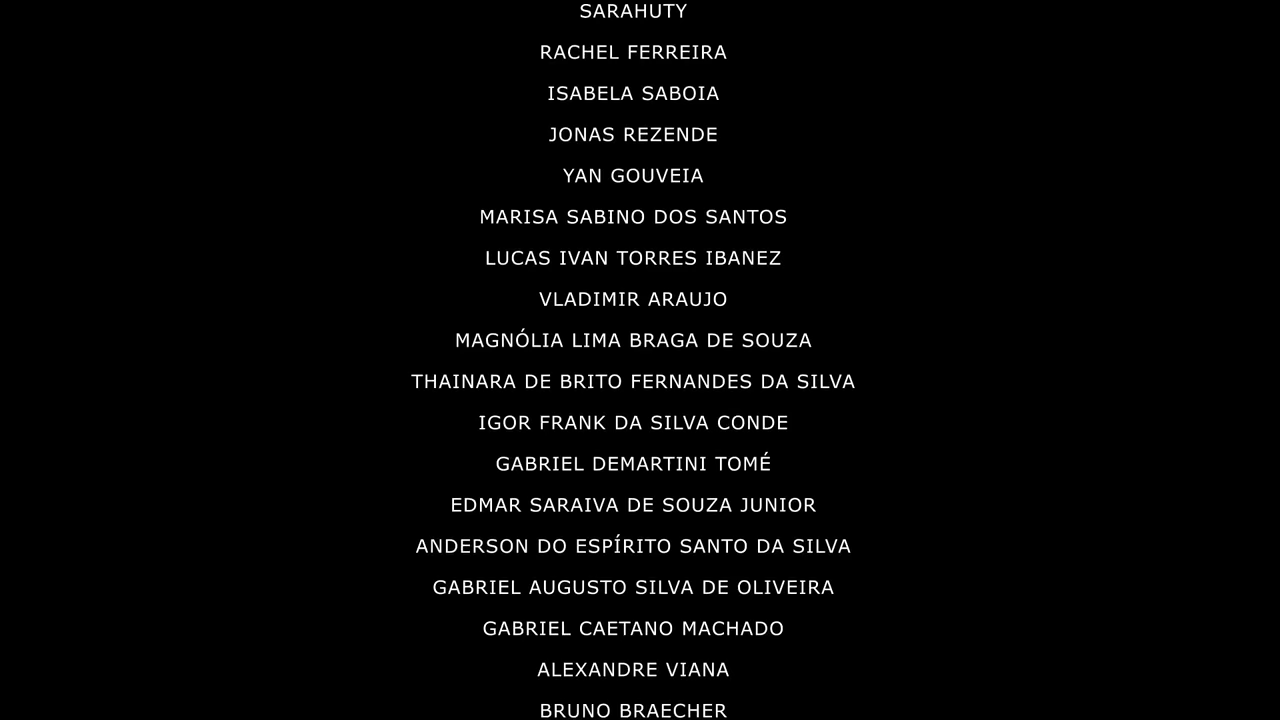 SARAHUTY
RACHEL FERREIRA
ISABELA SABOIA
JONAS REZENDE
YAN GOUVEIA
MARISA SABINO DOS SANTOS
LUCAS IVAN TORRES IBANEZ
VLADIMIR ARAUJO
MAGNÓLIA LIMA BRAGA DE SOUZA
THAINARA DE BRITO FERNANDES DA SILVA
IGOR FRANK DA SILVA CONDE
GABRIEL DEMARTINI TOMÉ
EDMAR SARAIVA DE SOUZA JUNIOR
ANDERSON DO ESPÍRITO SANTO DA SILVA
GABRIEL AUGUSTO SILVA DE OLIVEIRA
GABRIEL CAETANO MACHADO
ALEXANDRE VIANA
BRUNO BRAECHER